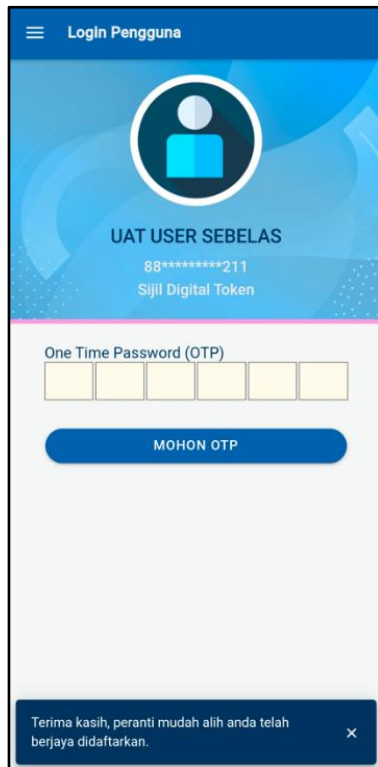 Login Pengguna
UAT USER SEBELAS
88*********211
Sijil Digital Token
One Time Password (OTP)
MOHON OTP
Terima kasih, peranti mudah alih anda telah
berjaya didaftarkan.